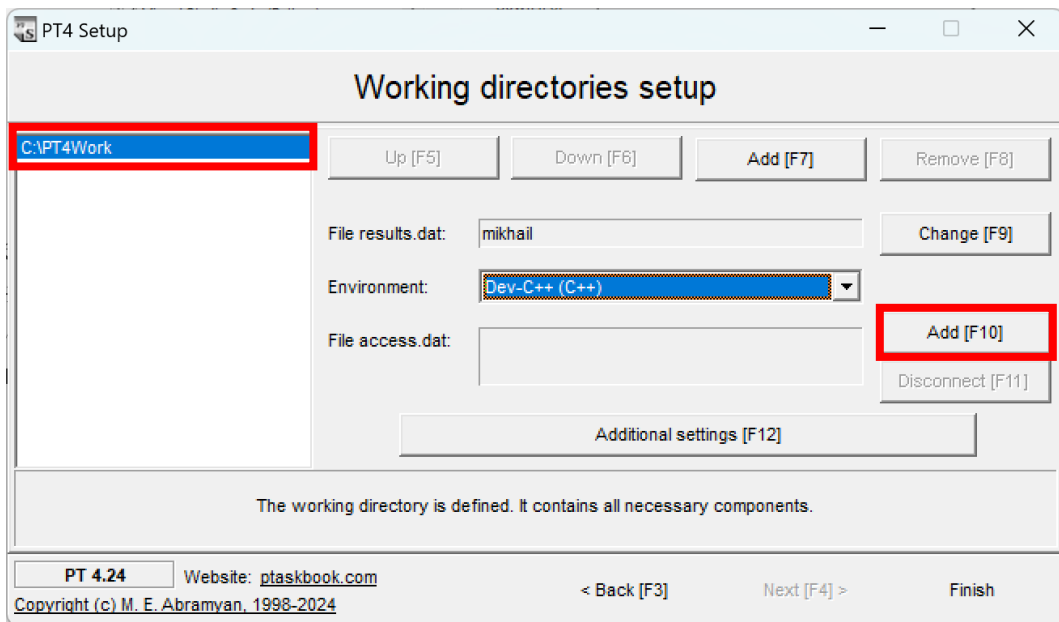 PT4 Setup
Working directories setup
C:\PT4Work
Up [F5] Down [F6] Add [F7] Remove [F8]
File results.dat: mikhail Change [F9]
Environment: Dev-C++ (C++)
File access.dat: Add [F10]
Disconnect [F11]
Additional settings [F12]
The working directory is defined. It contains all necessary components.
PT 4.24 Website: ptaskbook.com
< Back [F3] Next [F4] > Finish
Copyright (c) M. E. Abramyan, 1998-2024